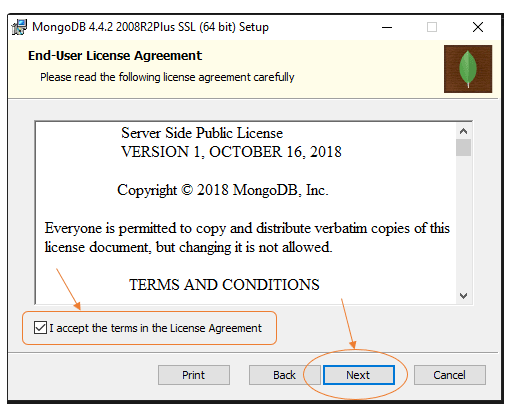 MongoDB 4.4.2 2008R2Plus SSL (64 bit) Setup
End-User License Agreement
Please read the following license agreement carefully
Server Side Public License
VERSION 1, OCTOBER 16, 2018
Copyright © 2018 MongoDB, Inc.
Everyone is permitted to copy and distribute verbatim copies of this
license document, but changing it is not allowed.
TERMS AND CONDITIONS
I accept the terms in the License Agreement
Print Back Next Cancel